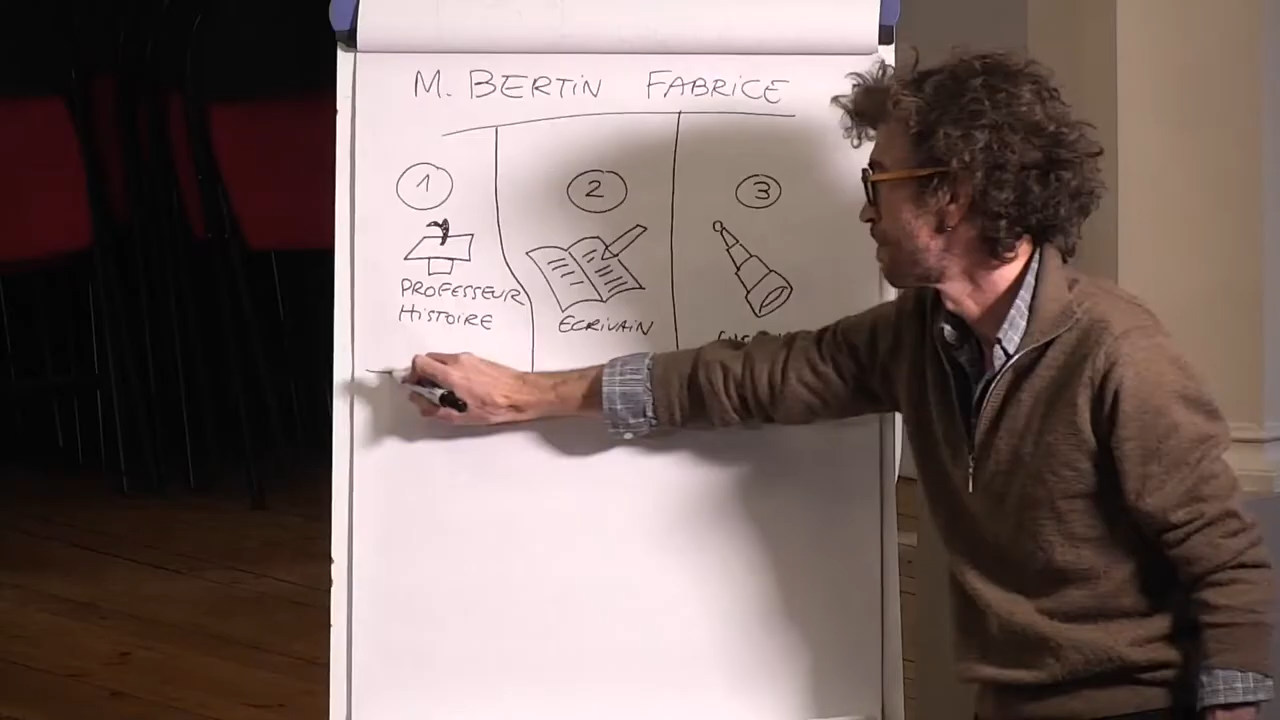 M. BERTIN FABRICE
1
2
3
PROFESSEUR
HISTOIRE
ECRIVAIN